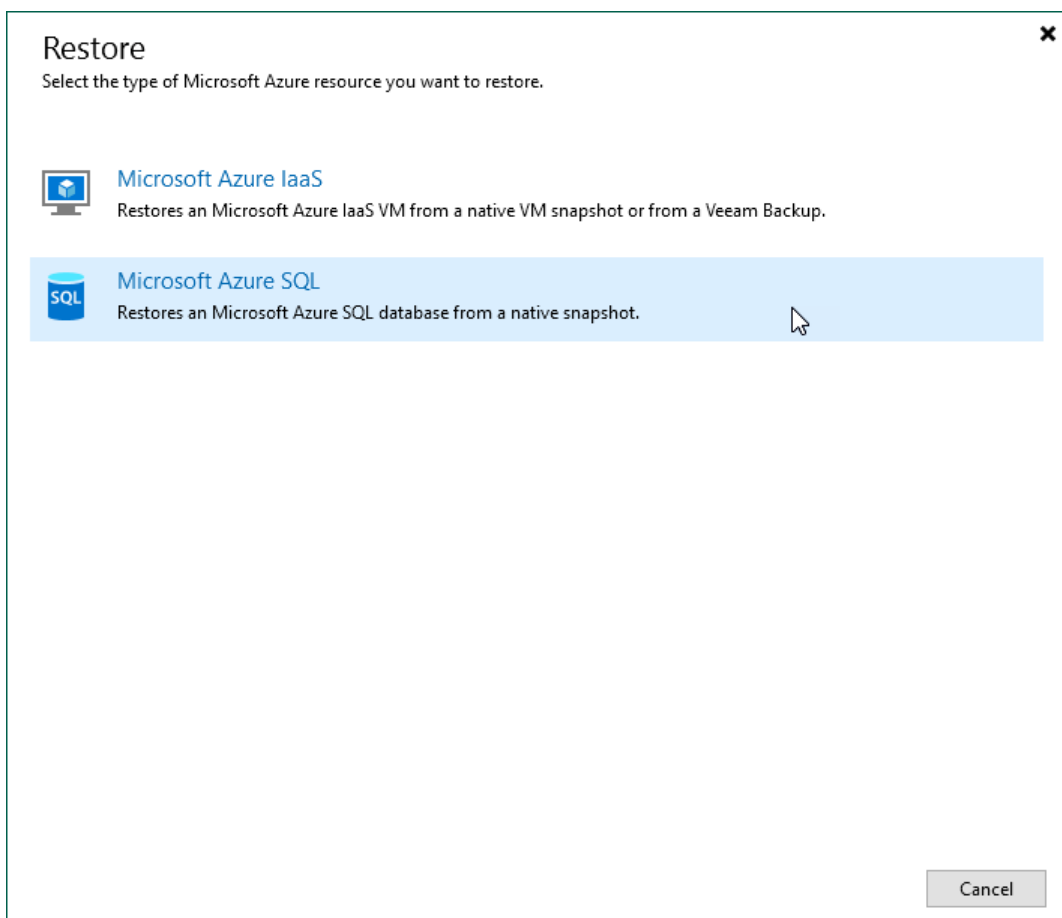 Restore
Select the type of Microsoft Azure resource you want to restore.
Microsoft Azure IaaS
Restores an Microsoft Azure IaaS VM from a native VM snapshot or from a Veeam Backup.
SQL
Microsoft Azure SQL
Restores an Microsoft Azure SQL database from a native snapshot.
Cancel